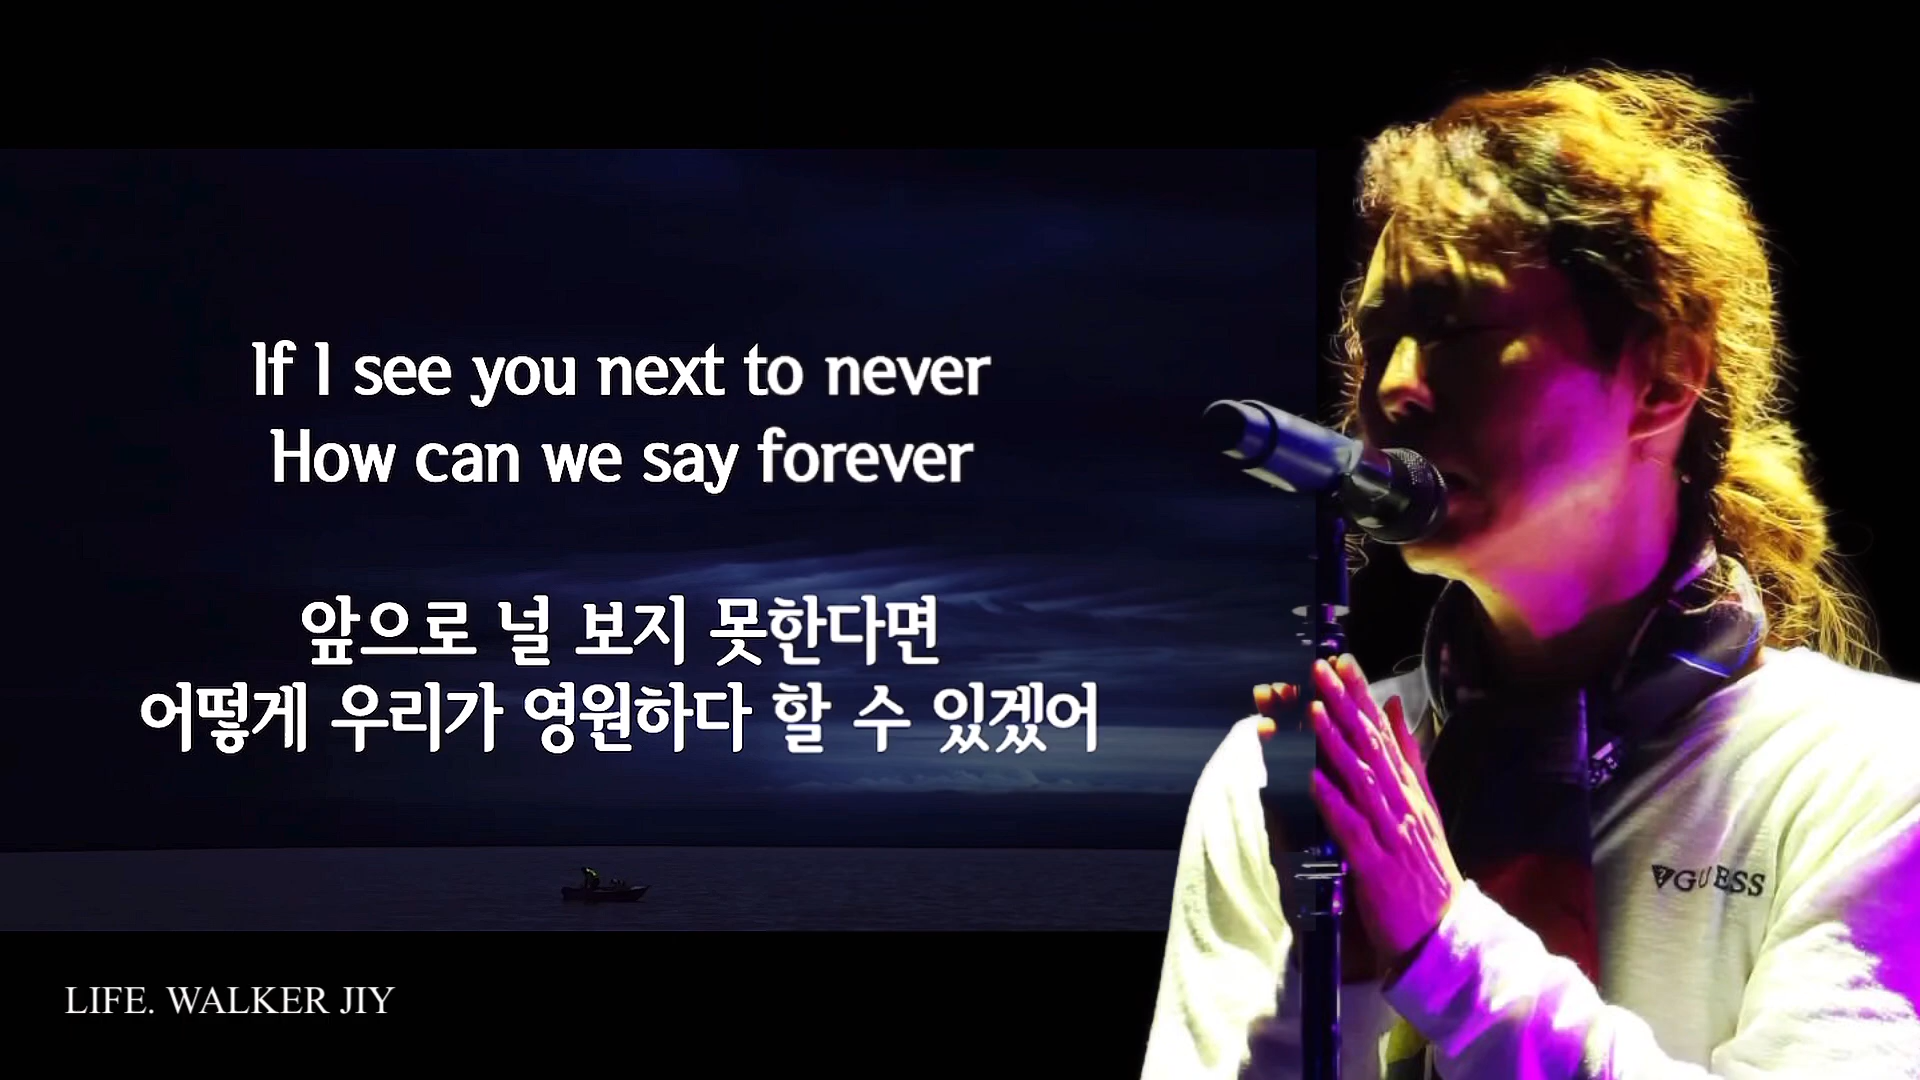 If I see you next to never
How can we say forever
앞으로 널 보지 못한다면
어떻게 우리가 영원하다 할 수 있겠어
GUESS
LIFE. WALKER JIY